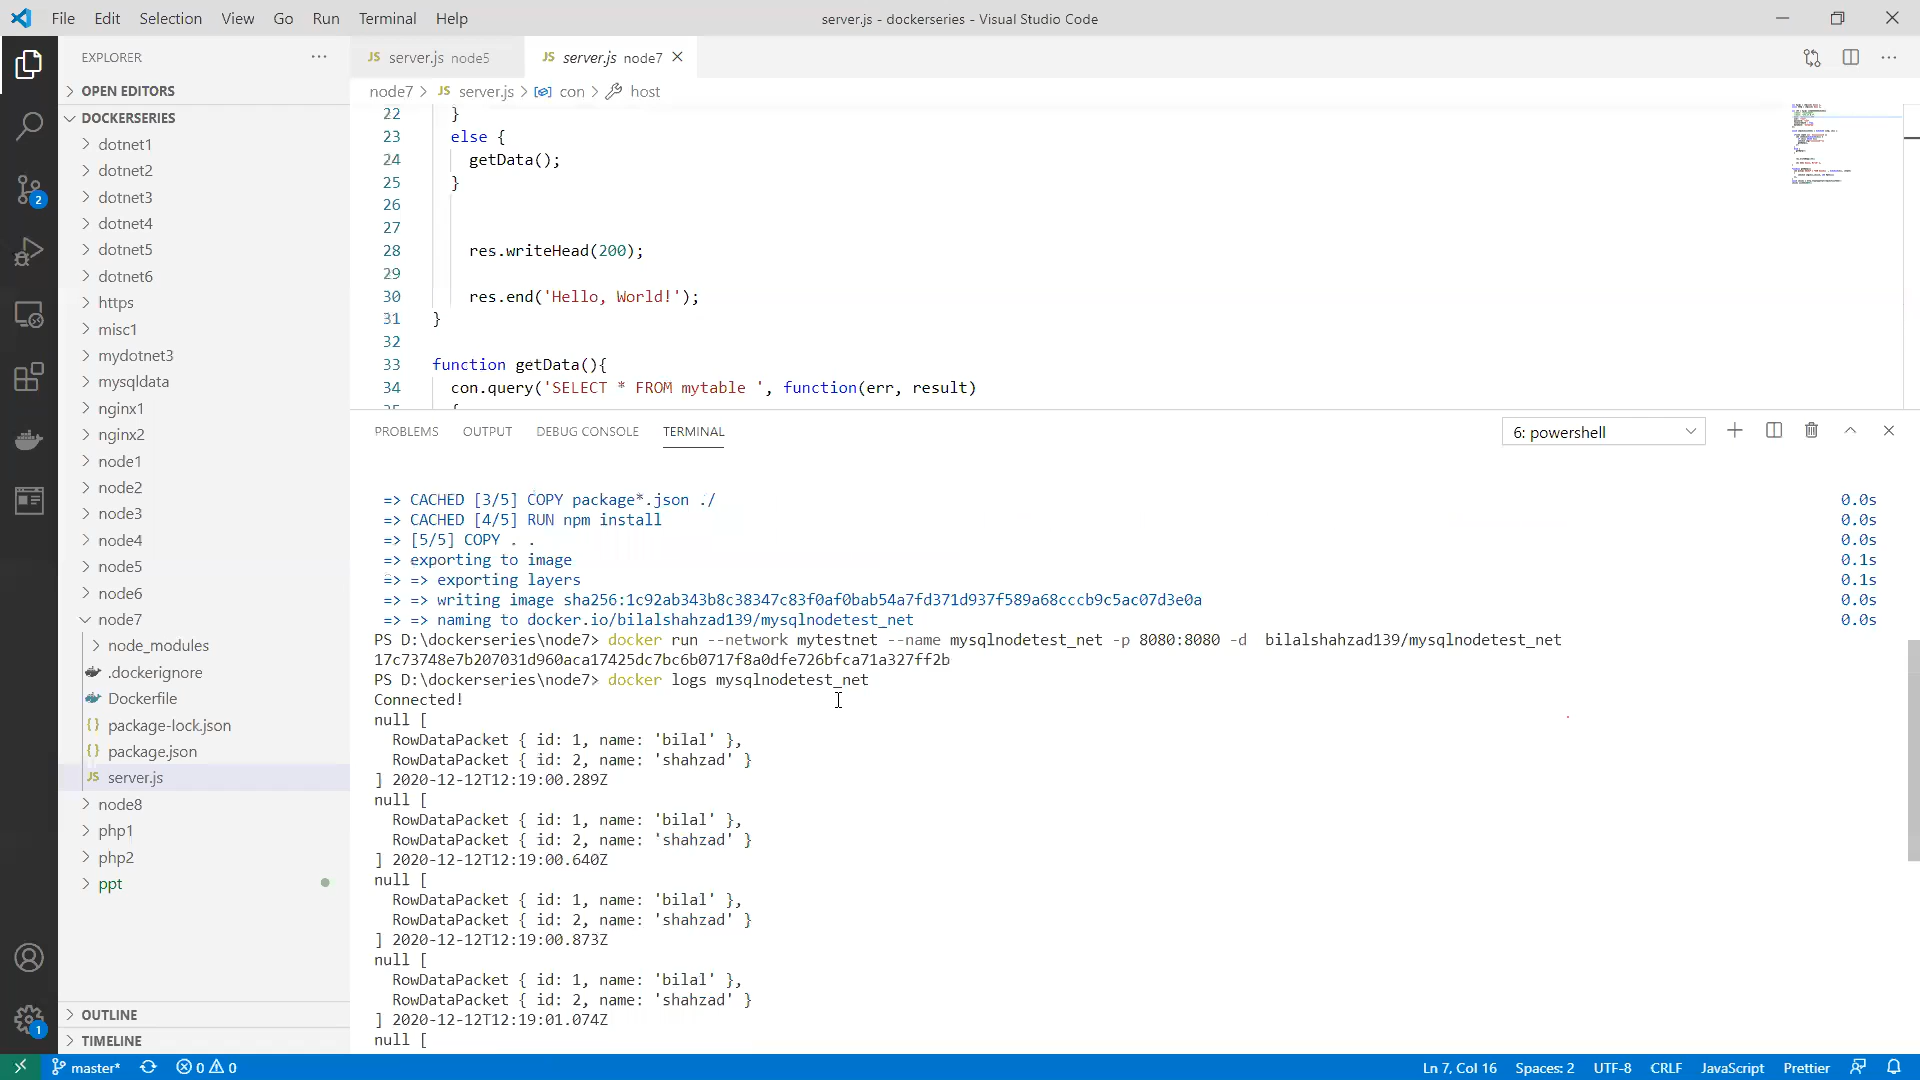 File Edit Selection View Go Run Terminal Help
server.js - dockerseries - Visual Studio Code
EXPLORER
OPEN EDITORS
DOCKERSERIES
dotnet1
dotnet2
dotnet3
dotnet4
dotnet5
dotnet6
https
misc1
mydotnet3
mysqldata
nginx1
nginx2
node1
node2
node3
node4
node5
node6
node7
node_modules
.dockerignore
Dockerfile
package-lock.json
package.json
JS server.js
node8
php1
php2
ppt
OUTLINE
TIMELINE
2
1
JS server.js node5
JS server.js node7
node7 > JS server.js > con > host
22 }
23 else {
24 getData();
25 }
26
27
28 res.writeHead(200);
29
30 res.end('Hello, World!');
31 }
32
33 function getData(){
34 con.query('SELECT * FROM mytable ', function(err, result)
35 {
PROBLEMS OUTPUT DEBUG CONSOLE TERMINAL
6: powershell
=> CACHED [3/5] COPY package*.json ./ 0.0s
=> CACHED [4/5] RUN npm install 0.0s
=> [5/5] COPY . . 0.0s
=> exporting to image 0.1s
=> => exporting layers 0.1s
=> => writing image sha256:1c92ab343b8c38347c83f0af0bab54a7fd371d937f589a68cccb9c5ac07d3e0a 0.0s
=> => naming to docker.io/bilalshahzad139/mysqlnodetest_net 0.0s
PS D:\dockerseries\node7> docker run --network mytestnet --name mysqlnodetest_net -p 8080:8080 -d  bilalshahzad139/mysqlnodetest_net
17c73748e7b207031d960aca17425dc7bc6b0717f8a0dfe726bfca71a327ff2b
PS D:\dockerseries\node7> docker logs mysqlnodetest_net
Connected!
null [
RowDataPacket { id: 1, name: 'bilal' },
RowDataPacket { id: 2, name: 'shahzad' }
] 2020-12-12T12:19:00.289Z
null [
RowDataPacket { id: 1, name: 'bilal' },
RowDataPacket { id: 2, name: 'shahzad' }
] 2020-12-12T12:19:00.640Z
null [
RowDataPacket { id: 1, name: 'bilal' },
RowDataPacket { id: 2, name: 'shahzad' }
] 2020-12-12T12:19:00.873Z
null [
RowDataPacket { id: 1, name: 'bilal' },
RowDataPacket { id: 2, name: 'shahzad' }
] 2020-12-12T12:19:01.074Z
null [
master* 0 0
Ln 7, Col 16 Spaces: 2 UTF-8 CRLF JavaScript Prettier